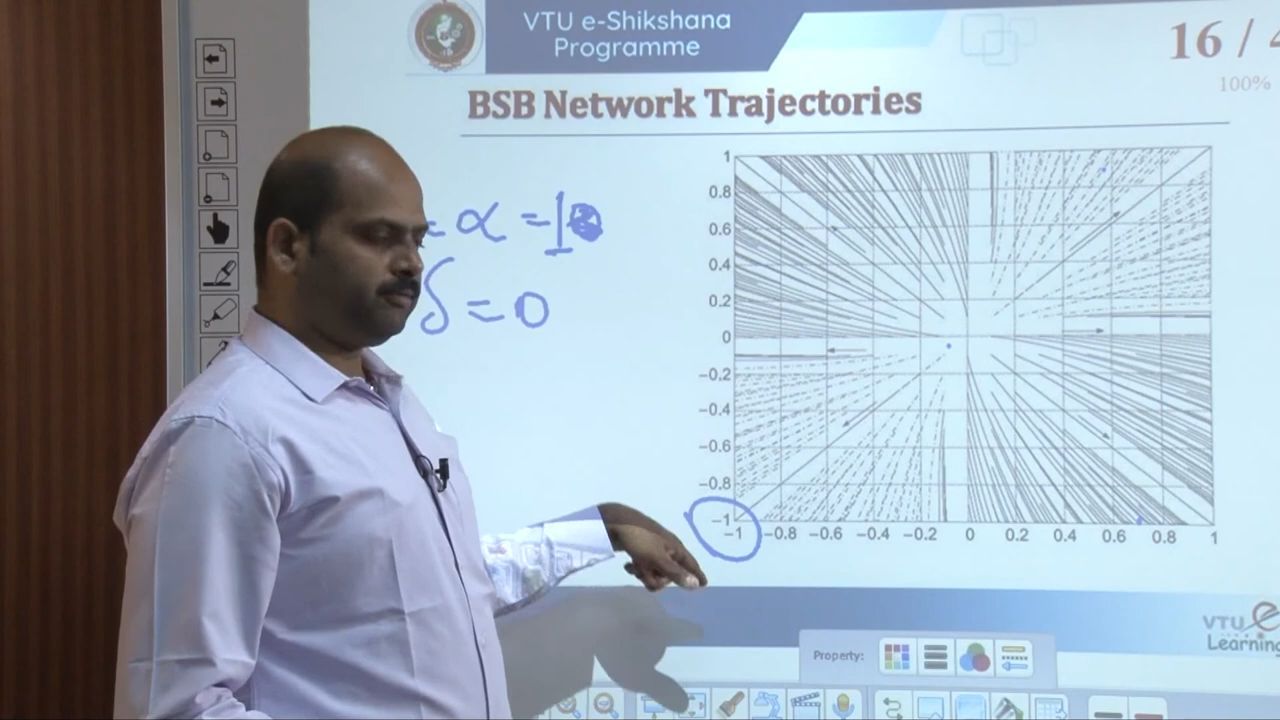 VTU e-Shikshana
Programme
16 / 4
100%
BSB Network Trajectories
= α = 1
δ = 0
1
0.8
0.6
0.4
0.2
0
−0.2
−0.4
−0.6
−0.8
−1
−1 −0.8 −0.6 −0.4 −0.2 0 0.2 0.4 0.6 0.8 1
VTU e
Learning
Property: